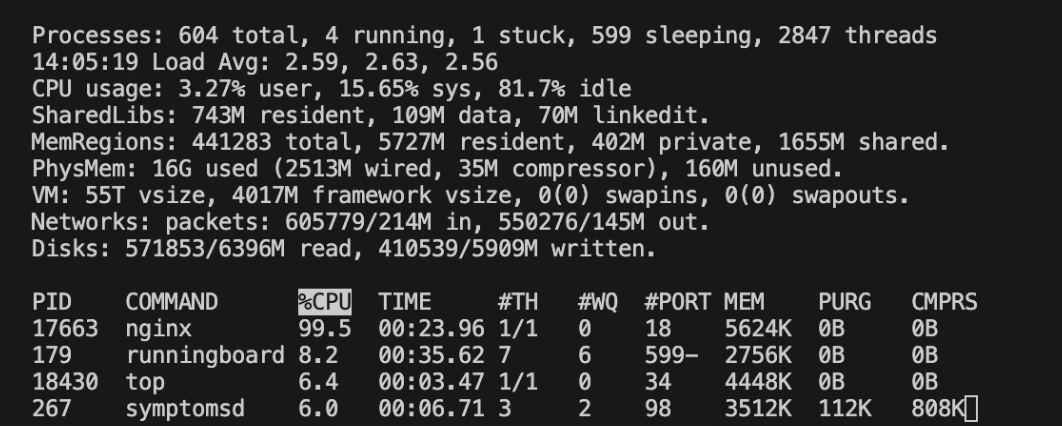 Processes: 604 total, 4 running, 1 stuck, 599 sleeping, 2847 threads
14:05:19 Load Avg: 2.59, 2.63, 2.56
CPU usage: 3.27% user, 15.65% sys, 81.7% idle
SharedLibs: 743M resident, 109M data, 70M linkedit.
MemRegions: 441283 total, 5727M resident, 402M private, 1655M shared.
PhysMem: 16G used (2513M wired, 35M compressor), 160M unused.
VM: 55T vsize, 4017M framework vsize, 0(0) swapins, 0(0) swapouts.
Networks: packets: 605779/214M in, 550276/145M out.
Disks: 571853/6396M read, 410539/5909M written.

PID    COMMAND      %CPU  TIME     #TH   #WQ  #PORT MEM    PURG   CMPRS
17663  nginx        99.5  00:23.96 1/1   0    18    5624K  0B     0B
179    runningboard 8.2   00:35.62 7     6    599-  2756K  0B     0B
18430  top          6.4   00:03.47 1/1   0    34    4448K  0B     0B
267    symptomsd    6.0   00:06.71 3     2    98    3512K  112K   808K